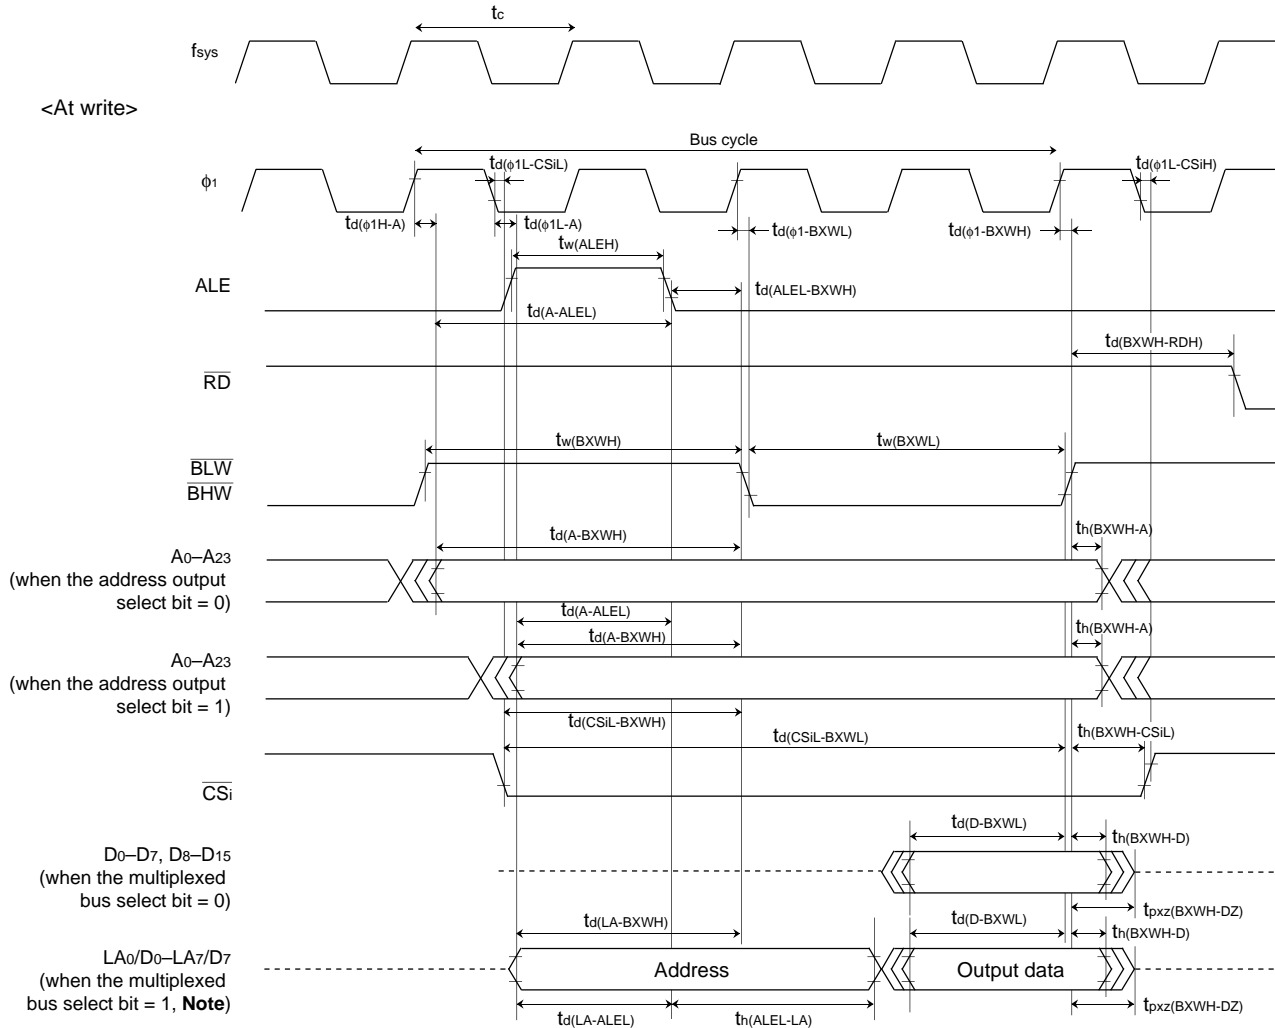 tc
fsys
<At write>
Bus cycle
td(ϕ1L-CSiL)
td(ϕ1L-CSiH)
ϕ1
td(ϕ1H-A)
td(ϕ1L-A)
td(ϕ1-BXWL)
td(ϕ1-BXWH)
tw(ALEH)
ALE
td(ALEL-BXWH)
td(A-ALEL)
td(BXWH-RDH)
RD
tw(BXWH)
tw(BXWL)
BLW
BHW
td(A-BXWH)
th(BXWH-A)
A0–A23
(when the address output
select bit = 0)
td(A-ALEL)
td(A-BXWH)
th(BXWH-A)
A0–A23
(when the address output
select bit = 1)
td(CSiL-BXWH)
td(CSiL-BXWL)
th(BXWH-CSiL)
CSi
td(D-BXWL)
th(BXWH-D)
D0–D7, D8–D15
(when the multiplexed
bus select bit = 0)
tpxz(BXWH-DZ)
td(LA-BXWH)
td(D-BXWL)
th(BXWH-D)
LA0/D0–LA7/D7
(when the multiplexed
bus select bit = 1, Note)
Address
Output data
tpxz(BXWH-DZ)
td(LA-ALEL)
th(ALEL-LA)